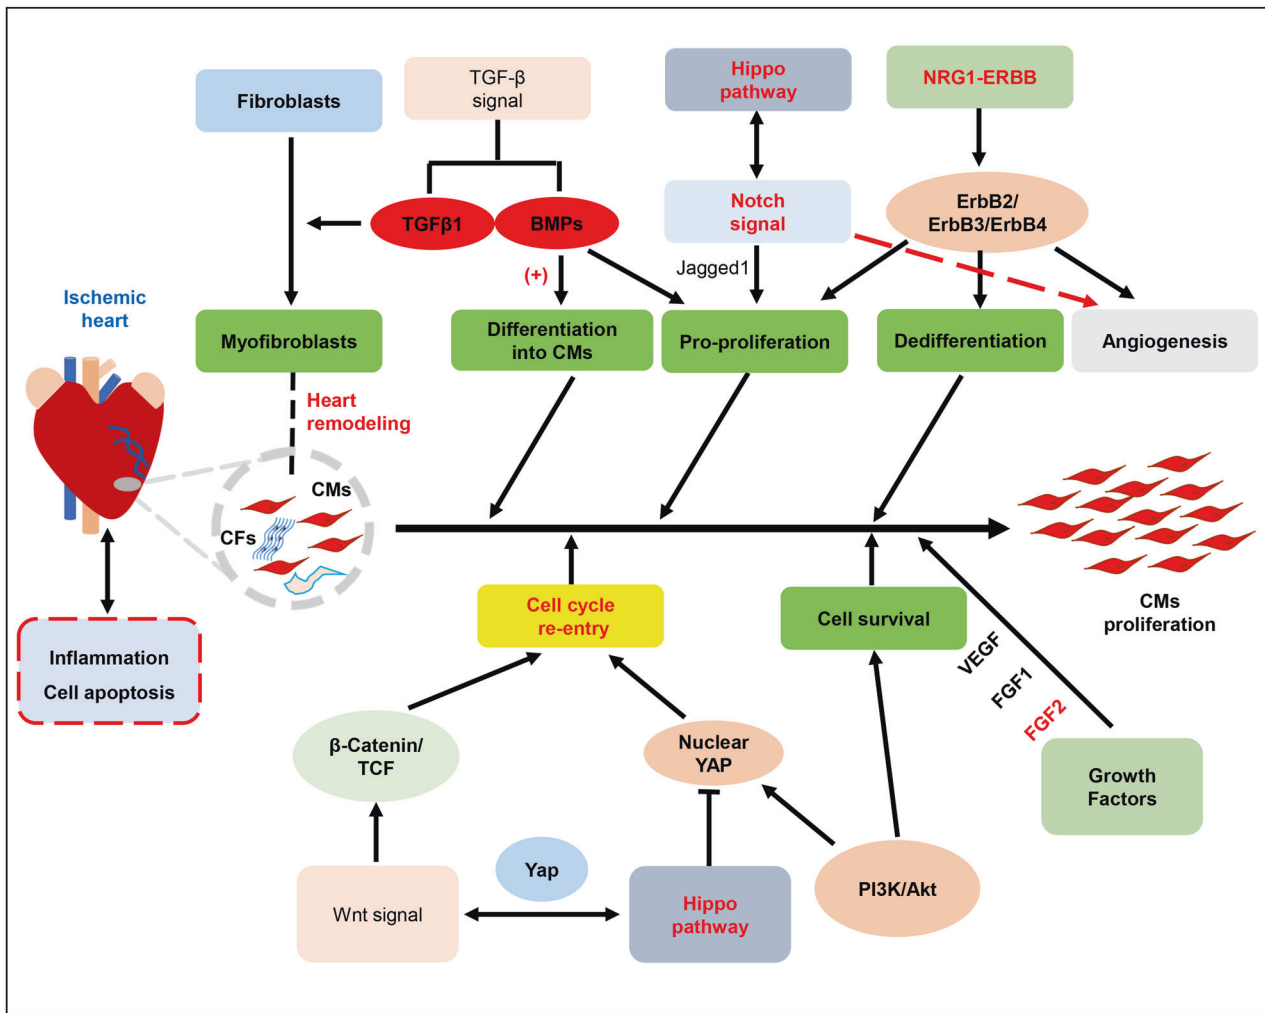 Fibroblasts
TGF-β
signal
Hippo
pathway
NRG1-ERBB
TGFβ1
BMPs
Notch
signal
ErbB2/
ErbB3/ErbB4
(+)
Jagged1
Ischemic
heart
Myofibroblasts
Differentiation
into CMs
Pro-proliferation
Dedifferentiation
Angiogenesis
Heart
remodeling
CMs
CFs
Inflammation
Cell apoptosis
Cell cycle
re-entry
Cell survival
VEGF
FGF1
FGF2
CMs
proliferation
β-Catenin/
TCF
Nuclear
YAP
Growth
Factors
Wnt signal
Yap
Hippo
pathway
PI3K/Akt